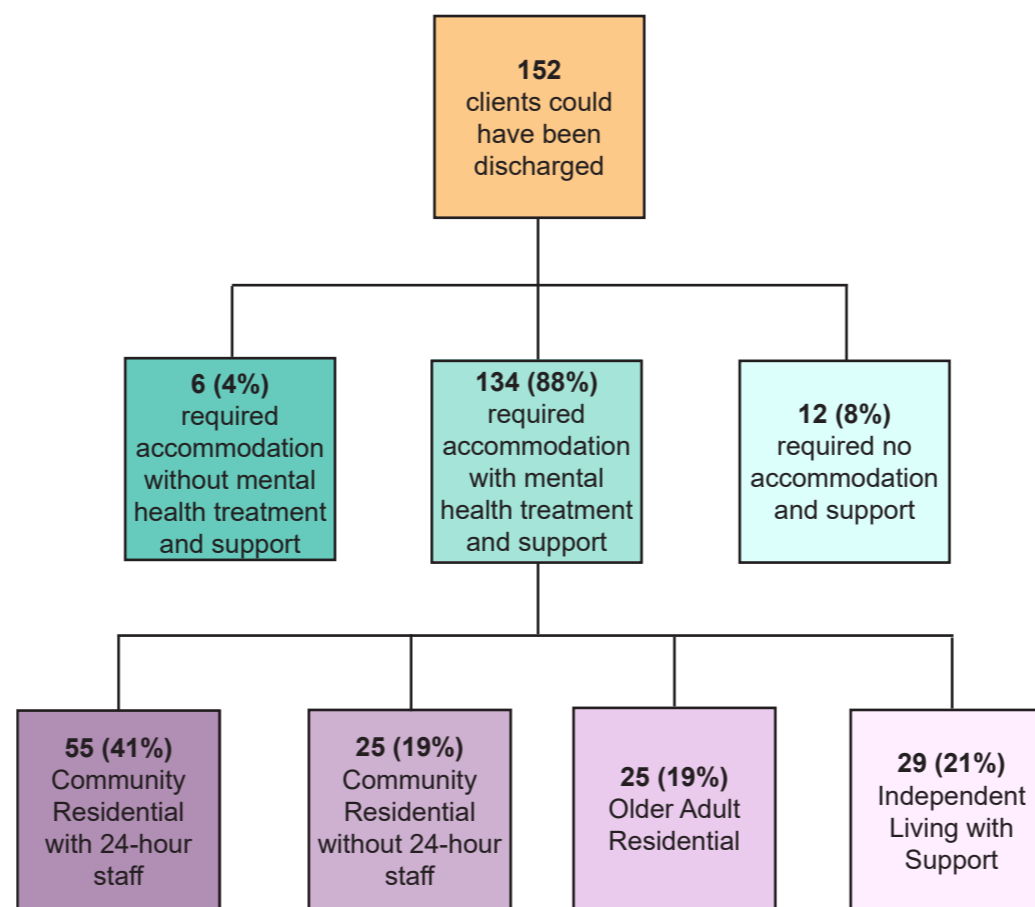 152
clients could
have been
discharged
6 (4%)
required
accommodation
without mental
health treatment
and support
134 (88%)
required
accommodation
with mental
health treatment
and support
12 (8%)
required no
accommodation
and support
55 (41%)
Community
Residential
with 24-hour
staff
25 (19%)
Community
Residential
without 24-hour
staff
25 (19%)
Older Adult
Residential
29 (21%)
Independent
Living with
Support